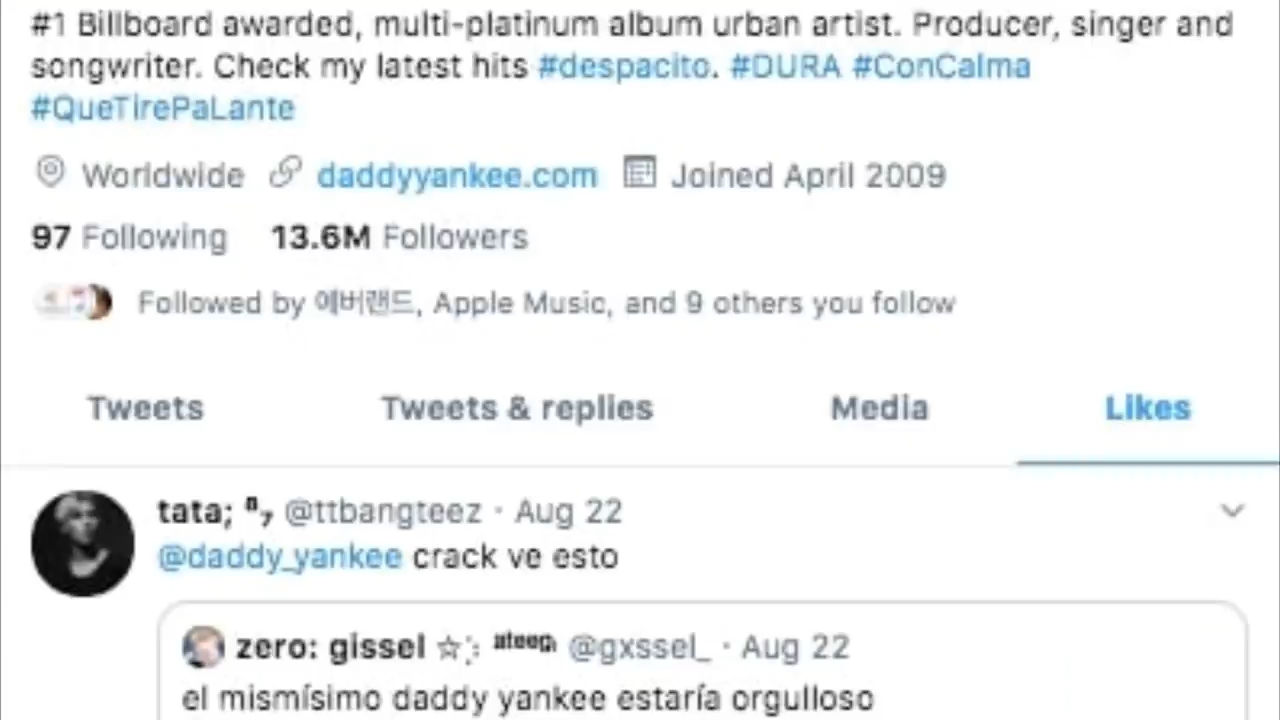 #1 Billboard awarded, multi-platinum album urban artist. Producer, singer and
songwriter. Check my latest hits #despacito. #DURA #ConCalma
#QueTirePaLante
Worldwide daddyyankee.com Joined April 2009
97 Following 13.6M Followers
Followed by 에버랜드, Apple Music, and 9 others you follow
Tweets Tweets & replies Media Likes
tata; ⁸₇ @ttbangteez · Aug 22
@daddy_yankee crack ve esto
zero: gissel ☆ ᵃᵗᵉᵉᶻ @gxssel_ · Aug 22
el mismísimo daddy yankee estaría orgulloso